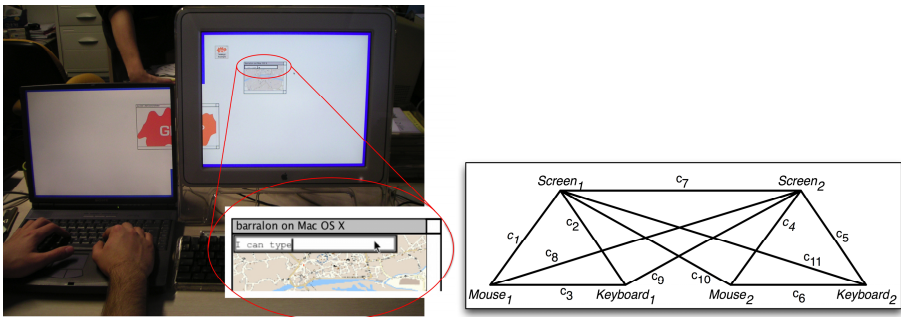 G
barralon on Mac OS X
I can type
Screen1
c7
Screen2
c1
c2
c4
c5
c8
c9
c10
c11
Mouse1
c3
Keyboard1
Mouse2
c6
Keyboard2